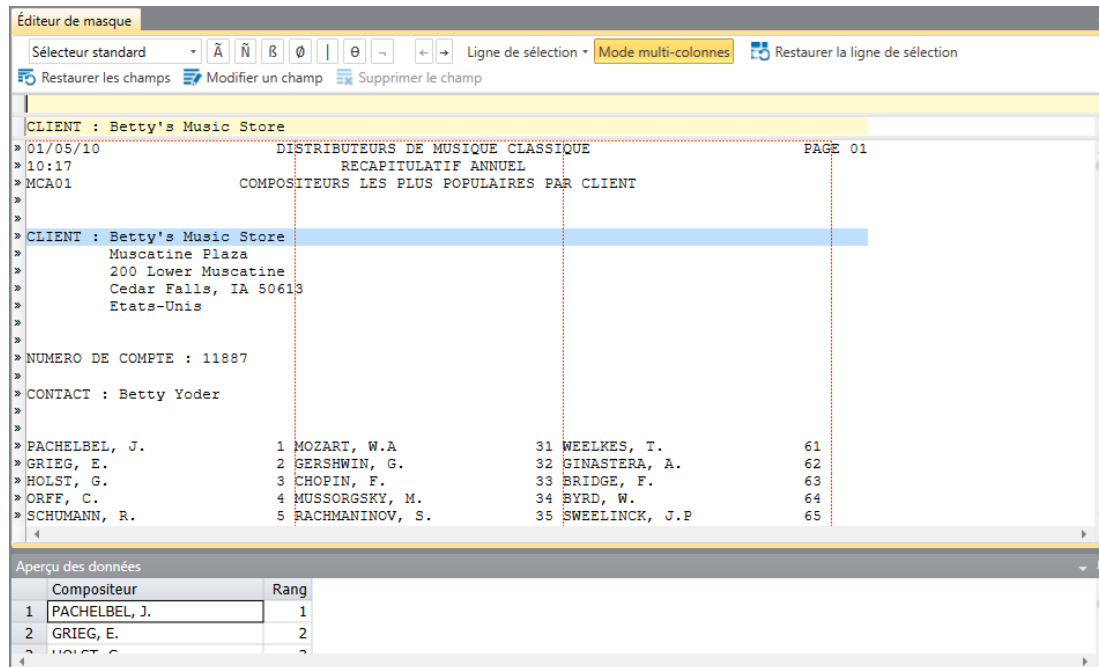 Éditeur de masque
Sélecteur standard Ã Ñ ß Ø | Ɵ ¬ ← → Ligne de sélection Mode multi-colonnes Restaurer la ligne de sélection
Restaurer les champs Modifier un champ Supprimer le champ
CLIENT : Betty's Music Store
» 01/05/10 DISTRIBUTEURS DE MUSIQUE CLASSIQUE PAGE 01
» 10:17 RECAPITULATIF ANNUEL
» MCA01 COMPOSITEURS LES PLUS POPULAIRES PAR CLIENT
»
»
» CLIENT : Betty's Music Store
» Muscatine Plaza
» 200 Lower Muscatine
» Cedar Falls, IA 50613
» Etats-Unis
»
»
» NUMERO DE COMPTE : 11887
»
» CONTACT : Betty Yoder
»
»
» PACHELBEL, J. 1 MOZART, W.A 31 WEELKES, T. 61
» GRIEG, E. 2 GERSHWIN, G. 32 GINASTERA, A. 62
» HOLST, G. 3 CHOPIN, F. 33 BRIDGE, F. 63
» ORFF, C. 4 MUSSORGSKY, M. 34 BYRD, W. 64
» SCHUMANN, R. 5 RACHMANINOV, S. 35 SWEELINCK, J.P 65
Aperçu des données
Compositeur Rang
1 PACHELBEL, J. 1
2 GRIEG, E. 2